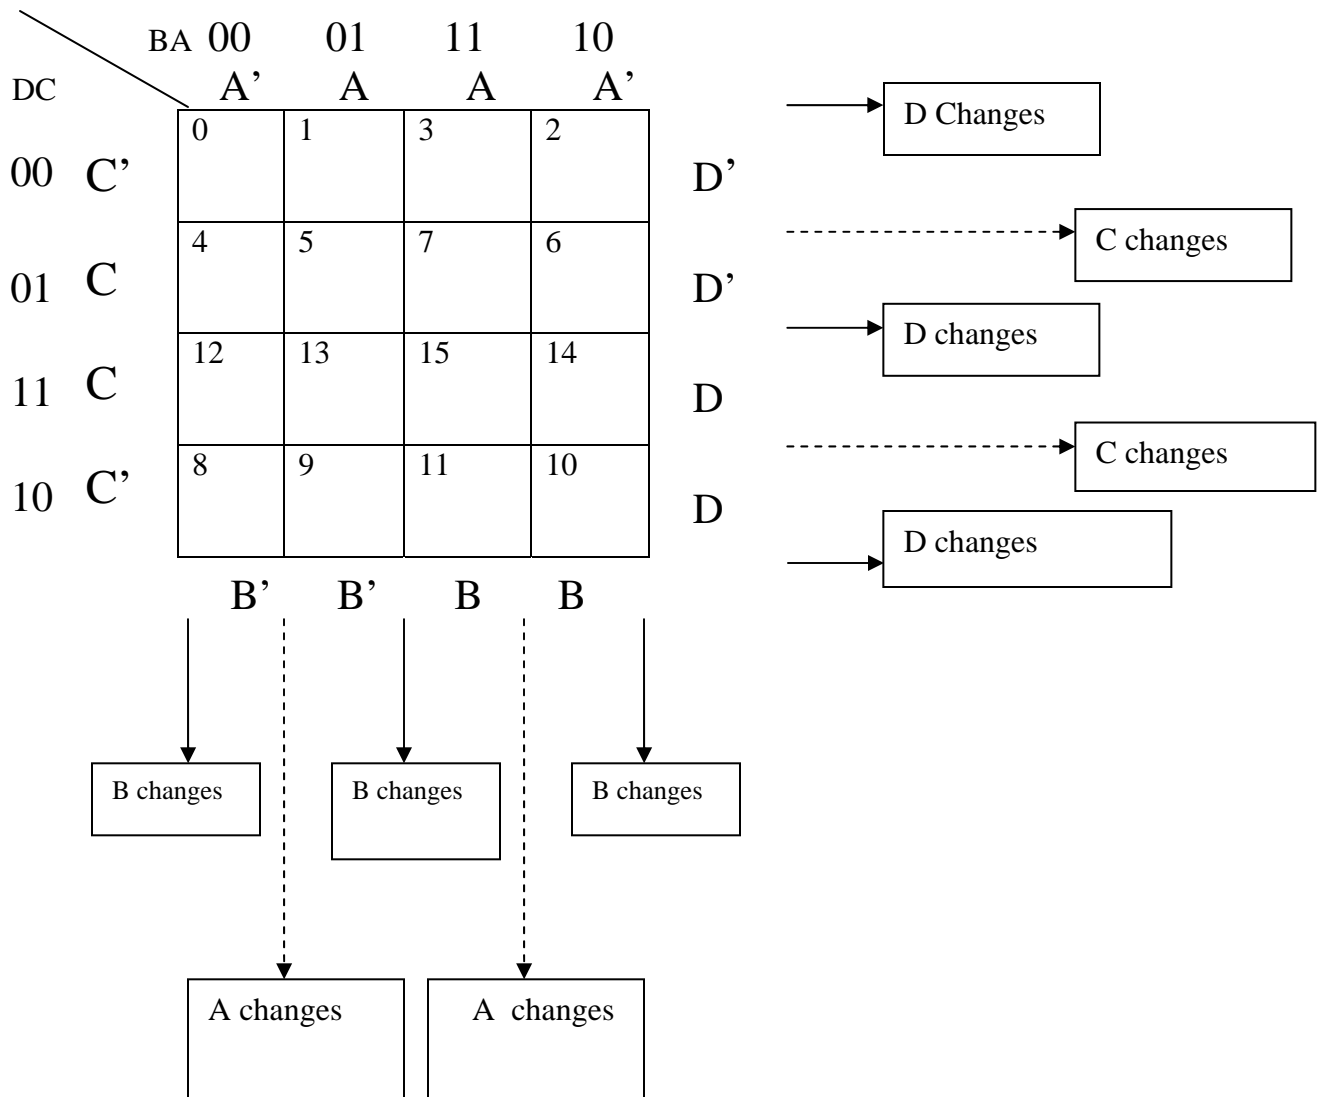 BA 00 01 11 10
DC A’ A A A’
D Changes
0 1 3 2
00 C’ D’
C changes
4 5 7 6
01 C D’
D changes
12 13 15 14
11 C D
C changes
8 9 11 10
10 C’ D
D changes
B’ B’ B B
B changes B changes B changes
A changes A changes